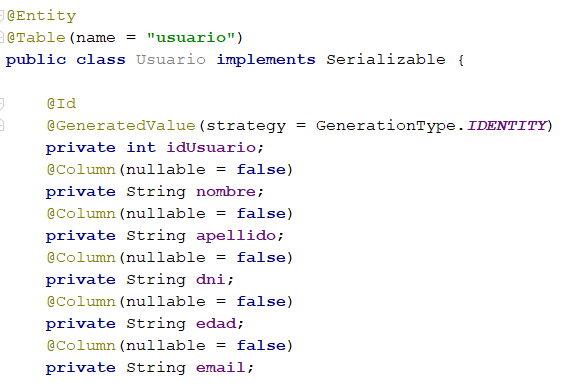 @Entity
@Table(name = "usuario")
public class Usuario implements Serializable {
@Id
@GeneratedValue(strategy = GenerationType.IDENTITY)
private int idUsuario;
@Column(nullable = false)
private String nombre;
@Column(nullable = false)
private String apellido;
@Column(nullable = false)
private String dni;
@Column(nullable = false)
private String edad;
@Column(nullable = false)
private String email;